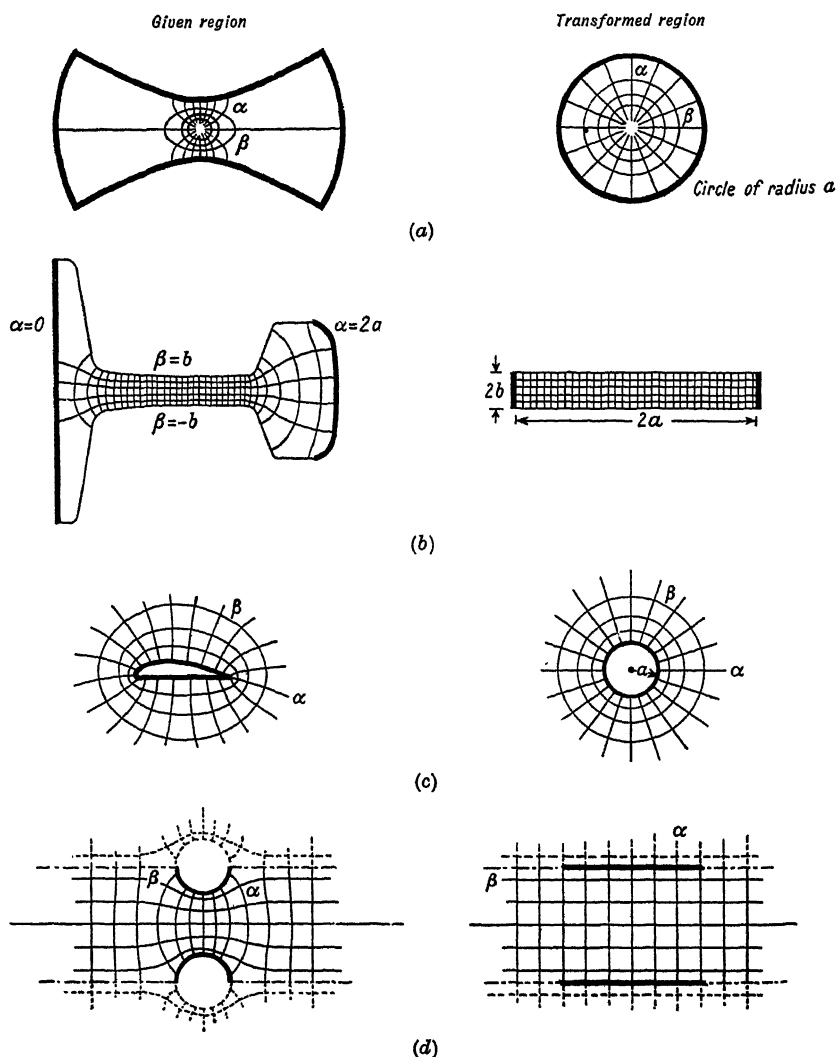 Given region
Transformed region
α
β
α
β
Circle of radius a
(a)
α=0
β=b
β=-b
α=2a
2b
2a
(b)
β
α
β
a
α
(c)
β
α
α
β
(d)